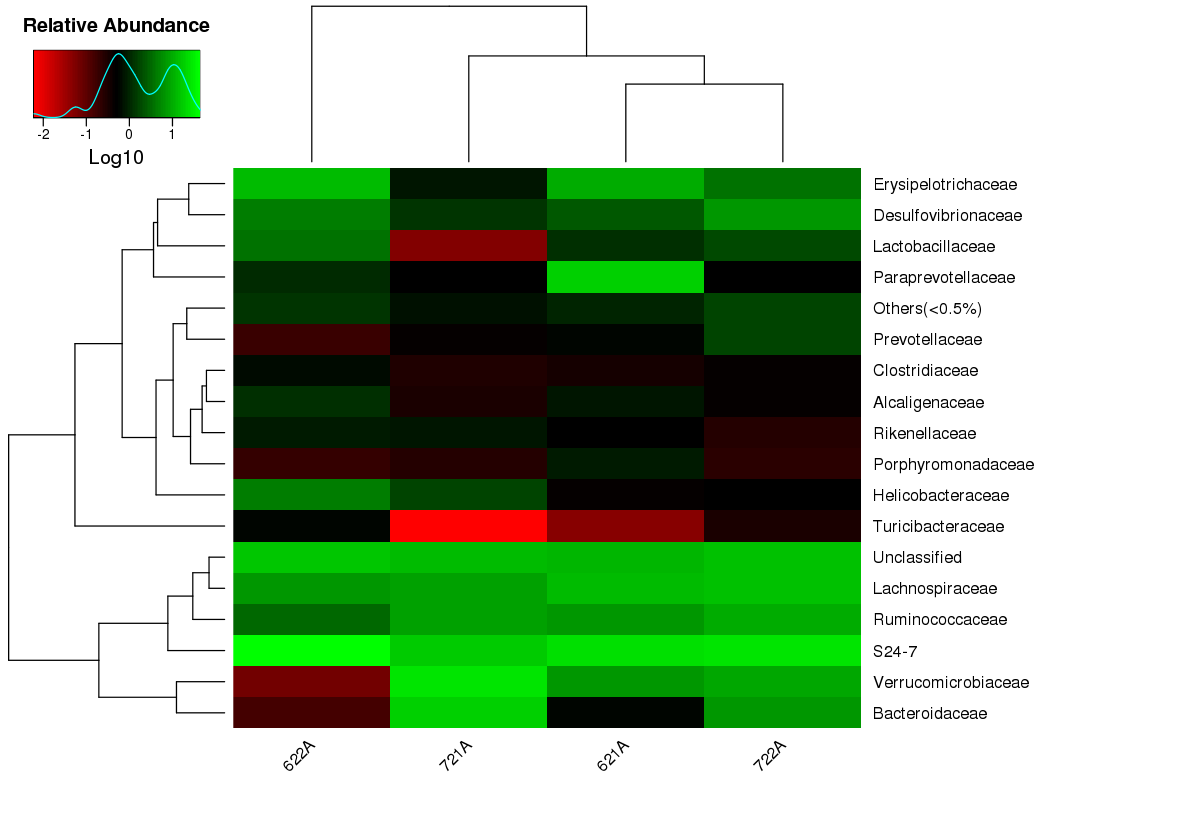 Relative Abundance
-2 -1 0 1
Log10
Erysipelotrichaceae
Desulfovibrionaceae
Lactobacillaceae
Paraprevotellaceae
Others(<0.5%)
Prevotellaceae
Clostridiaceae
Alcaligenaceae
Rikenellaceae
Porphyromonadaceae
Helicobacteraceae
Turicibacteraceae
Unclassified
Lachnospiraceae
Ruminococcaceae
S24-7
Verrucomicrobiaceae
Bacteroidaceae
622A 721A 621A 722A